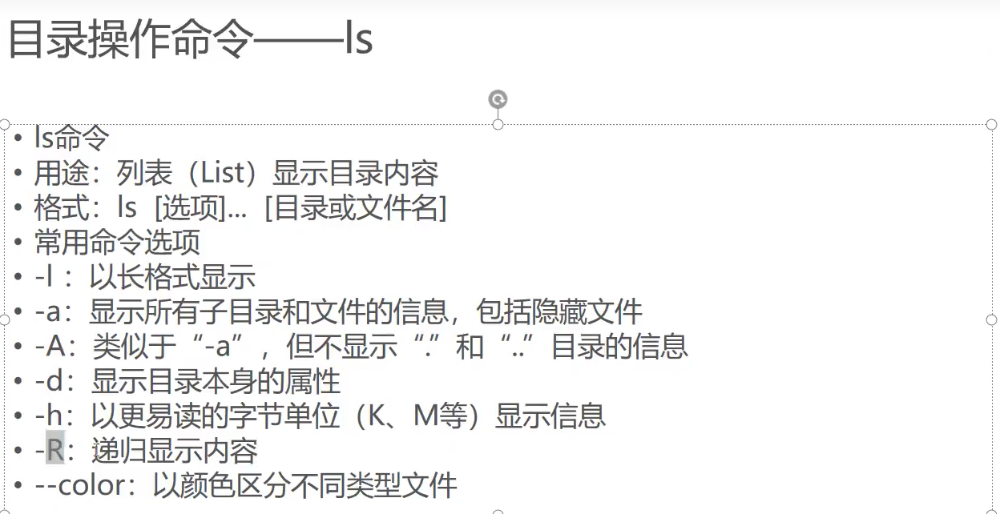 目录操作命令——ls
• ls命令
• 用途：列表（List）显示目录内容
• 格式：ls [选项]... [目录或文件名]
• 常用命令选项
• -l ：以长格式显示
• -a：显示所有子目录和文件的信息，包括隐藏文件
• -A：类似于“-a”，但不显示“.”和“..”目录的信息
• -d：显示目录本身的属性
• -h：以更易读的字节单位（K、M等）显示信息
• -R：递归显示内容
• --color：以颜色区分不同类型文件